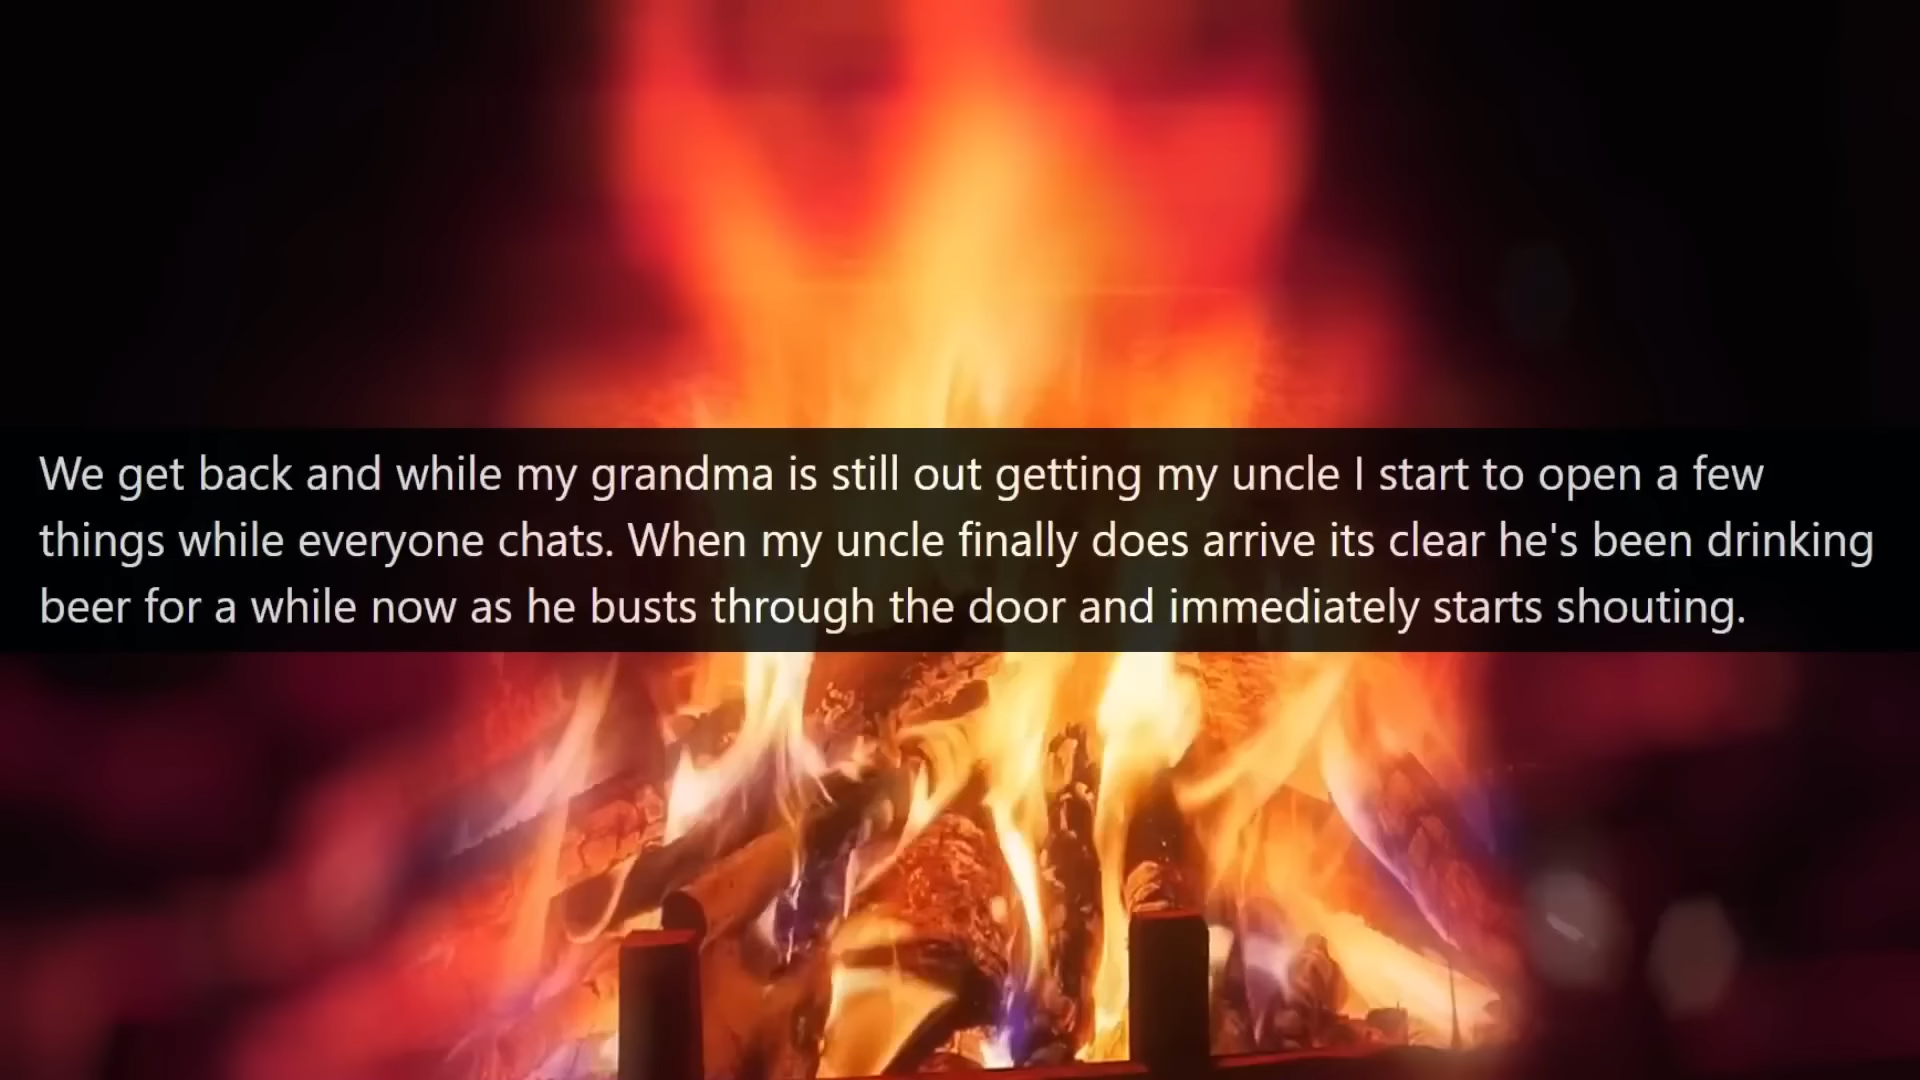 We get back and while my grandma is still out getting my uncle I start to open a few
things while everyone chats. When my uncle finally does arrive its clear he's been drinking
beer for a while now as he busts through the door and immediately starts shouting.